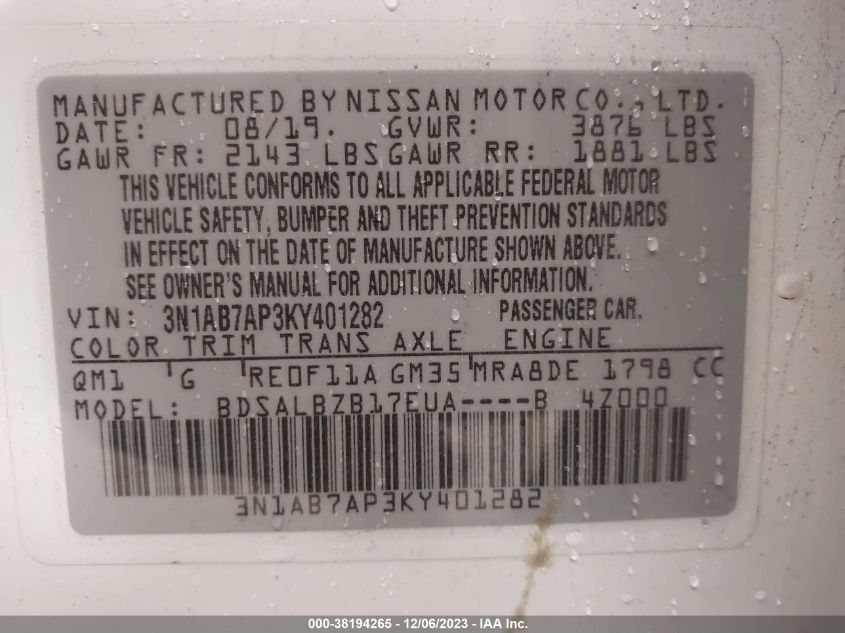 MANUFACTURED BY NISSAN MOTOR CO., LTD.
DATE: 08/19. GVWR: 3876 LBS
GAWR FR: 2143 LBS GAWR RR: 1881 LBS
THIS VEHICLE CONFORMS TO ALL APPLICABLE FEDERAL MOTOR
VEHICLE SAFETY, BUMPER AND THEFT PREVENTION STANDARDS
IN EFFECT ON THE DATE OF MANUFACTURE SHOWN ABOVE.
SEE OWNER'S MANUAL FOR ADDITIONAL INFORMATION.
VIN: 3N1AB7AP3KY401282 PASSENGER CAR.
COLOR TRIM TRANS AXLE ENGINE
QM1 G RE0F11A GM35 MRA8DE 1798 CC
MODEL: BDSALBZB17EUA----B 4Z000
3N1AB7AP3KY401282
000-38194265 - 12/06/2023 - IAA Inc.